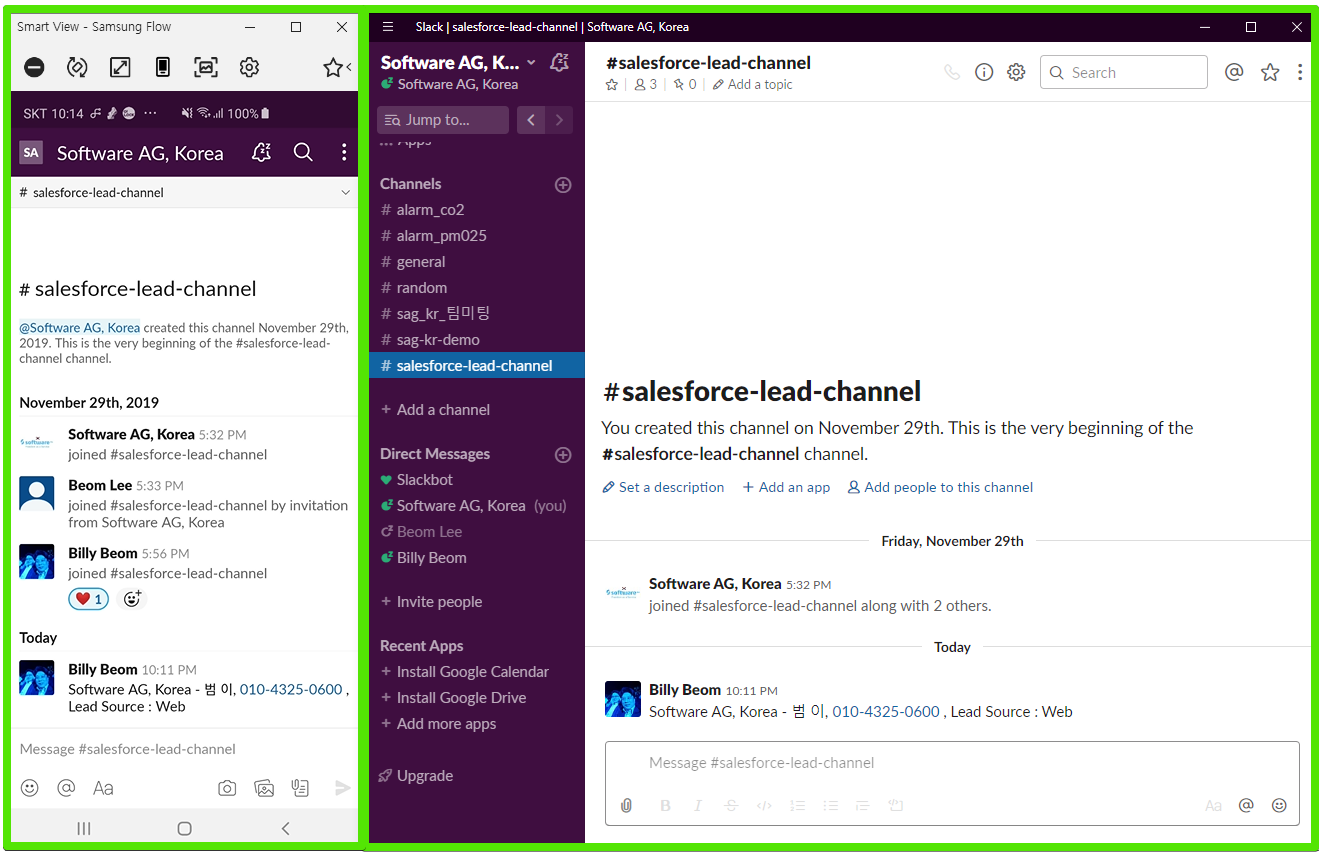 Smart View - Samsung Flow
SKT 10:14 100%
SA Software AG, Korea
# salesforce-lead-channel
# salesforce-lead-channel
@Software AG, Korea created this channel November 29th,
2019. This is the very beginning of the #salesforce-lead-
channel channel.
November 29th, 2019
Software AG, Korea 5:32 PM
joined #salesforce-lead-channel
Beom Lee 5:33 PM
joined #salesforce-lead-channel by invitation
from Software AG, Korea
Billy Beom 5:56 PM
joined #salesforce-lead-channel
1
Today
Billy Beom 10:11 PM
Software AG, Korea - 범 이, 010-4325-0600 ,
Lead Source : Web
Message #salesforce-lead-channel
@ Aa
Slack | salesforce-lead-channel | Software AG, Korea
Software AG, K...
Software AG, Korea
Jump to...
Apps
Channels
# alarm_co2
# alarm_pm025
# general
# random
# sag_kr_팀미팅
# sag-kr-demo
# salesforce-lead-channel
+ Add a channel
Direct Messages
Slackbot
Software AG, Korea (you)
Beom Lee
Billy Beom
+ Invite people
Recent Apps
+ Install Google Calendar
+ Install Google Drive
+ Add more apps
Upgrade
#salesforce-lead-channel
3 | 0 | Add a topic
Search
@
#salesforce-lead-channel
You created this channel on November 29th. This is the very beginning of the
#salesforce-lead-channel channel.
Set a description + Add an app Add people to this channel
Friday, November 29th
Software AG, Korea 5:32 PM
joined #salesforce-lead-channel along with 2 others.
Today
Billy Beom 10:11 PM
Software AG, Korea - 범 이, 010-4325-0600 , Lead Source : Web
Message #salesforce-lead-channel
B I S </> Aa @